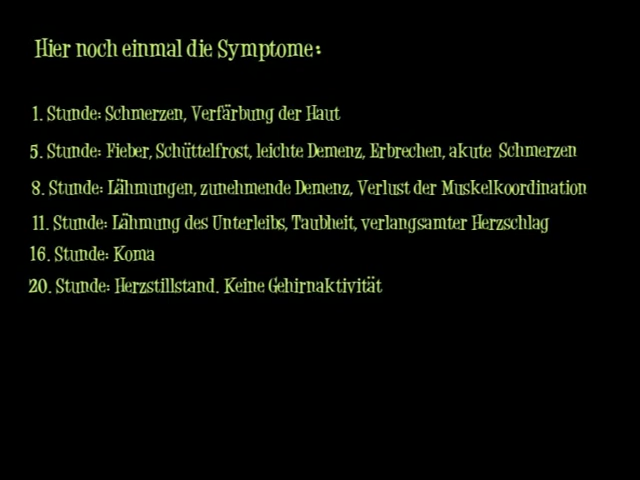 Hier noch einmal die Symptome:
1. Stunde: Schmerzen, Verfärbung der Haut
5. Stunde: Fieber, Schüttelfrost, leichte Demenz, Erbrechen, akute Schmerzen
8. Stunde: Lähmungen, zunehmende Demenz, Verlust der Muskelkoordination
11. Stunde: Lähmung des Unterleibs, Taubheit, verlangsamter Herzschlag
16. Stunde: Koma
20. Stunde: Herzstillstand. Keine Gehirnaktivität